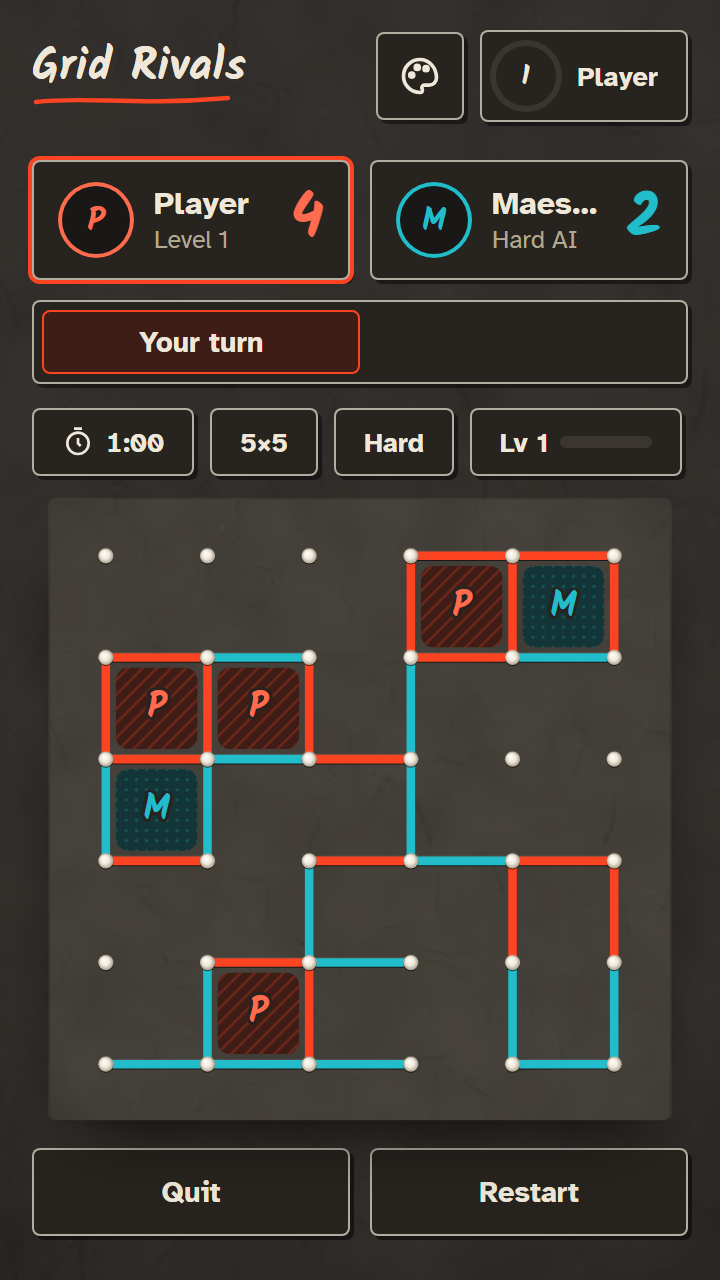 Grid Rivals
I
Player
P
Player
Level 1
4
M
Maes...
Hard AI
2
Your turn
1:00
5×5
Hard
Lv 1
P
M
P
P
M
P
Quit
Restart